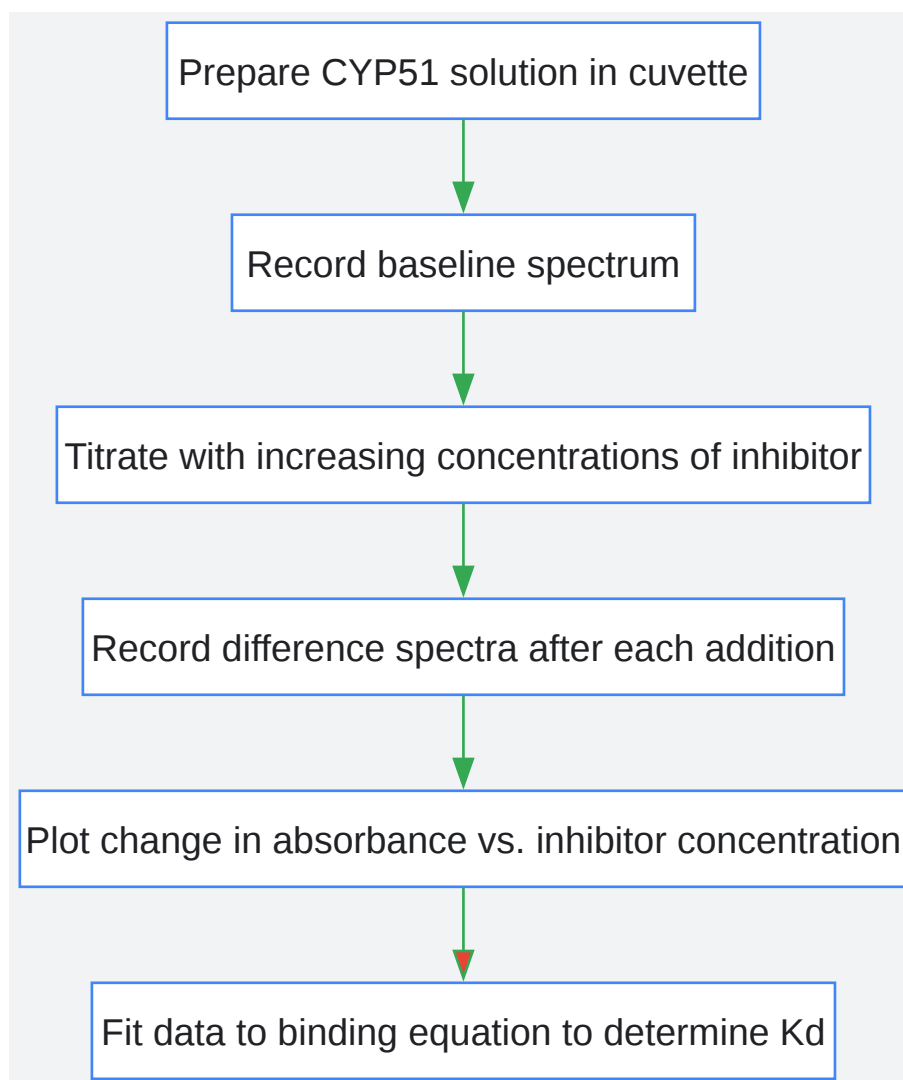 Prepare CYP51 solution in cuvette
Record baseline spectrum
Titrate with increasing concentrations of inhibitor
Record difference spectra after each addition
Plot change in absorbance vs. inhibitor concentration
Fit data to binding equation to determine Kd